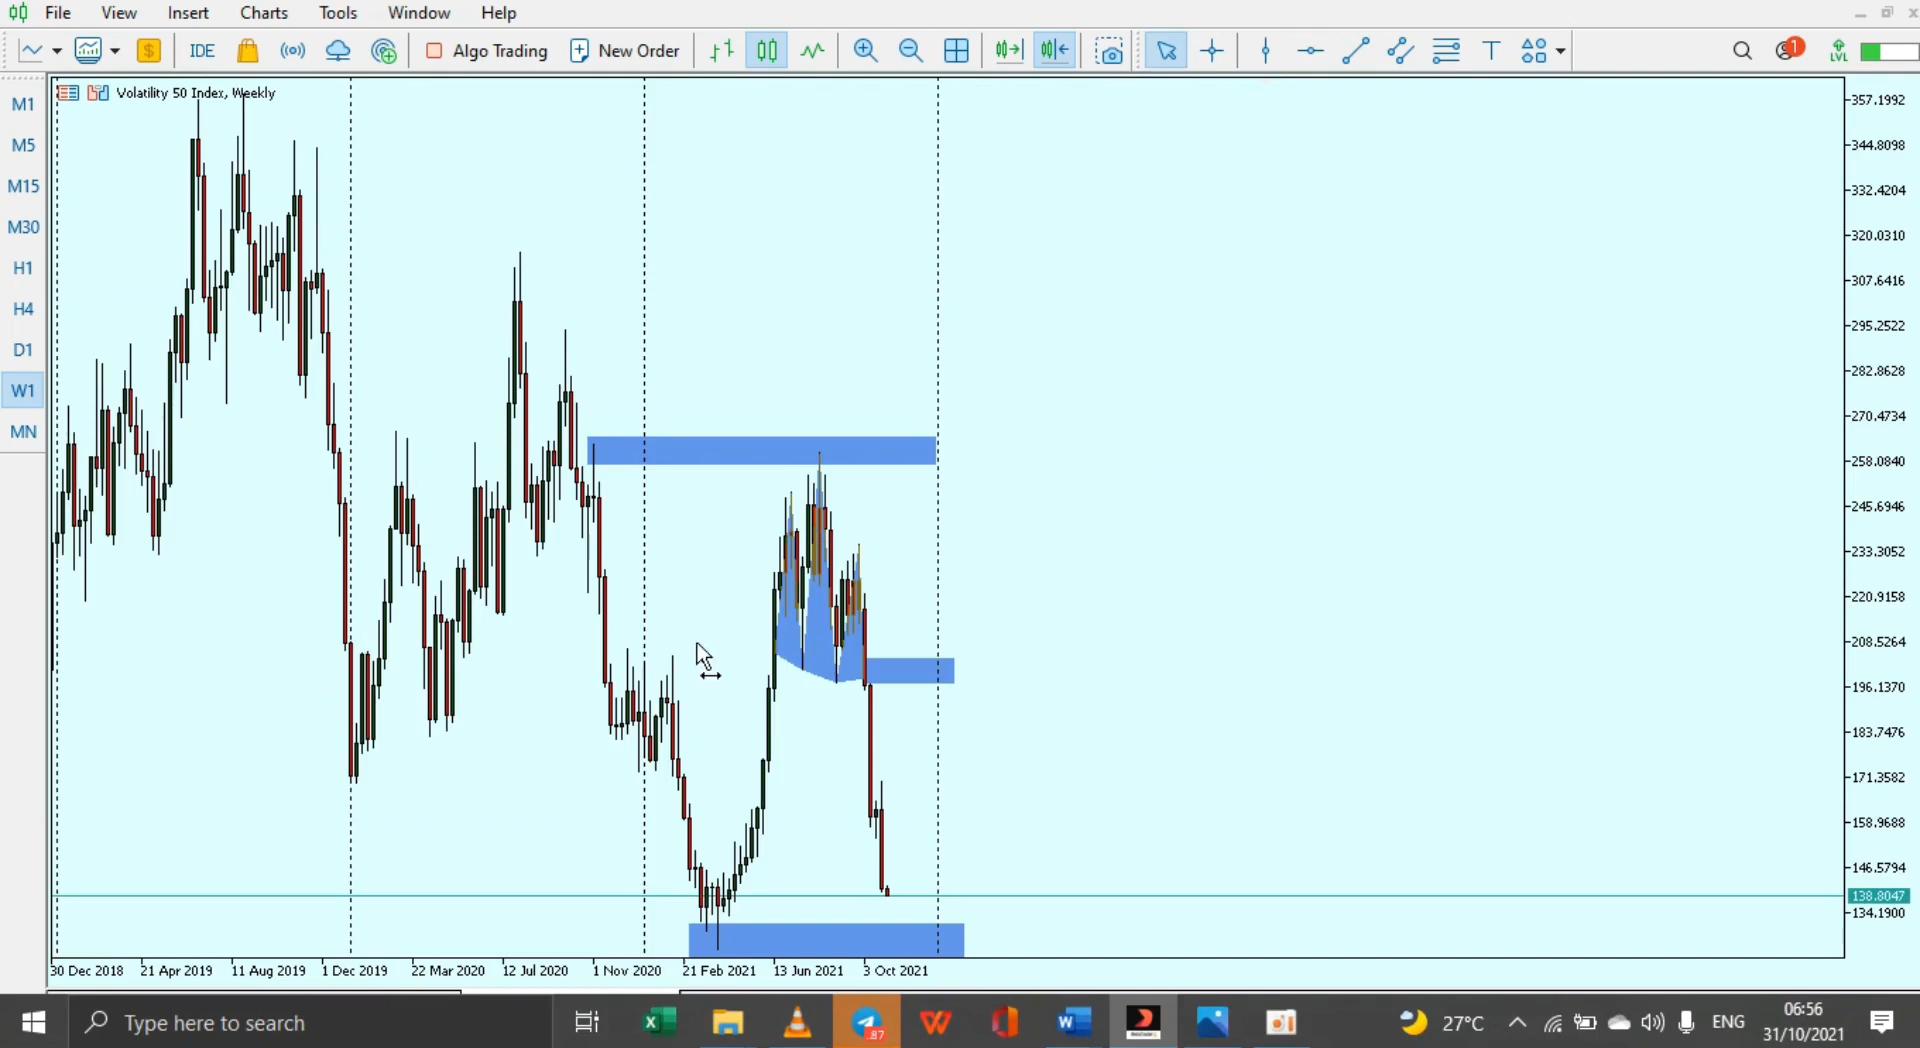 File View Insert Charts Tools Window Help
IDE Algo Trading New Order 1 LVL
Volatility 50 Index, Weekly
M1
M5
M15
M30
H1
H4
D1
W1
MN
357.1992
344.8098
332.4204
320.0310
307.6416
295.2522
282.8628
270.4734
258.0840
245.6946
233.3052
220.9158
208.5264
196.1370
183.7476
171.3582
158.9688
146.5794
138.8047
134.1900
30 Dec 2018 21 Apr 2019 11 Aug 2019 1 Dec 2019 22 Mar 2020 12 Jul 2020 1 Nov 2020 21 Feb 2021 13 Jun 2021 3 Oct 2021
Type here to search .87 27°C ENG 06:56
31/10/2021